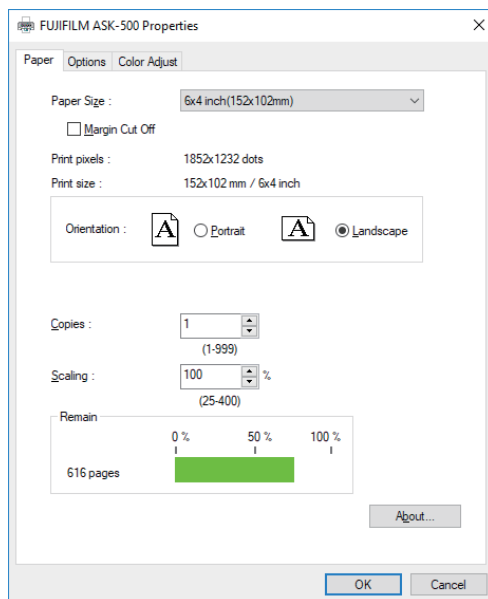 FUJIFILM ASK-500 Properties
Paper Options Color Adjust
Paper Size : 6x4 inch(152x102mm)
Margin Cut Off
Print pixels : 1852x1232 dots
Print size : 152x102 mm / 6x4 inch
Orientation : A Portrait A Landscape
Copies : 1
(1-999)
Scaling : 100 %
(25-400)
Remain
0 % 50 % 100 %
616 pages
About...
OK Cancel